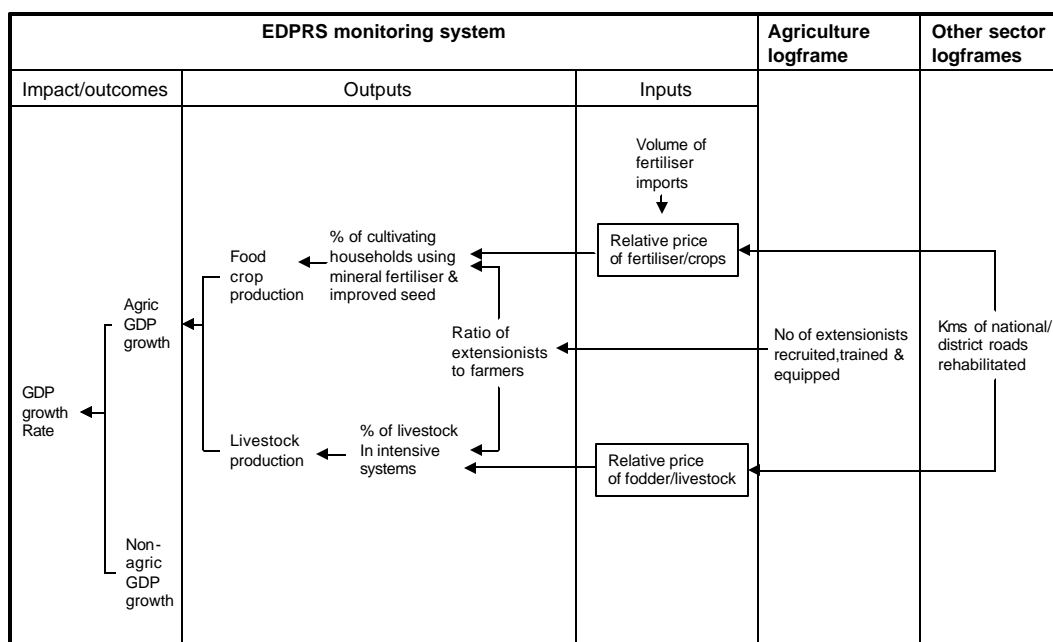 EDPRS monitoring system
Agriculture
logframe
Other sector
logframes
Impact/outcomes
Outputs
Inputs
Volume of
fertiliser
imports
Relative price
of fertiliser/crops
% of cultivating
households using
mineral fertiliser &
improved seed
Food
crop
production
Agric
GDP
growth
Ratio of
extensionists
to farmers
No of extensionists
recruited,trained &
equipped
Kms of national/
district roads
rehabilitated
GDP
growth
Rate
Livestock
production
% of livestock
In intensive
systems
Relative price
of fodder/livestock
Non-
agric
GDP
growth